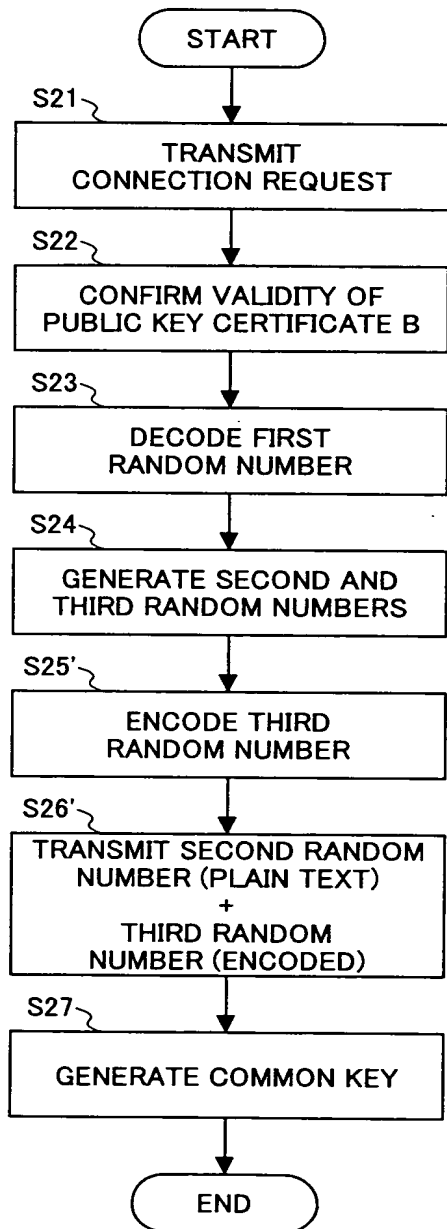 START
S21
TRANSMIT
CONNECTION REQUEST
S22
CONFIRM VALIDITY OF
PUBLIC KEY CERTIFICATE B
S23
DECODE FIRST
RANDOM NUMBER
S24
GENERATE SECOND AND
THIRD RANDOM NUMBERS
S25'
ENCODE THIRD
RANDOM NUMBER
S26'
TRANSMIT SECOND RANDOM
NUMBER (PLAIN TEXT)
+
THIRD RANDOM
NUMBER (ENCODED)
S27
GENERATE COMMON KEY
END